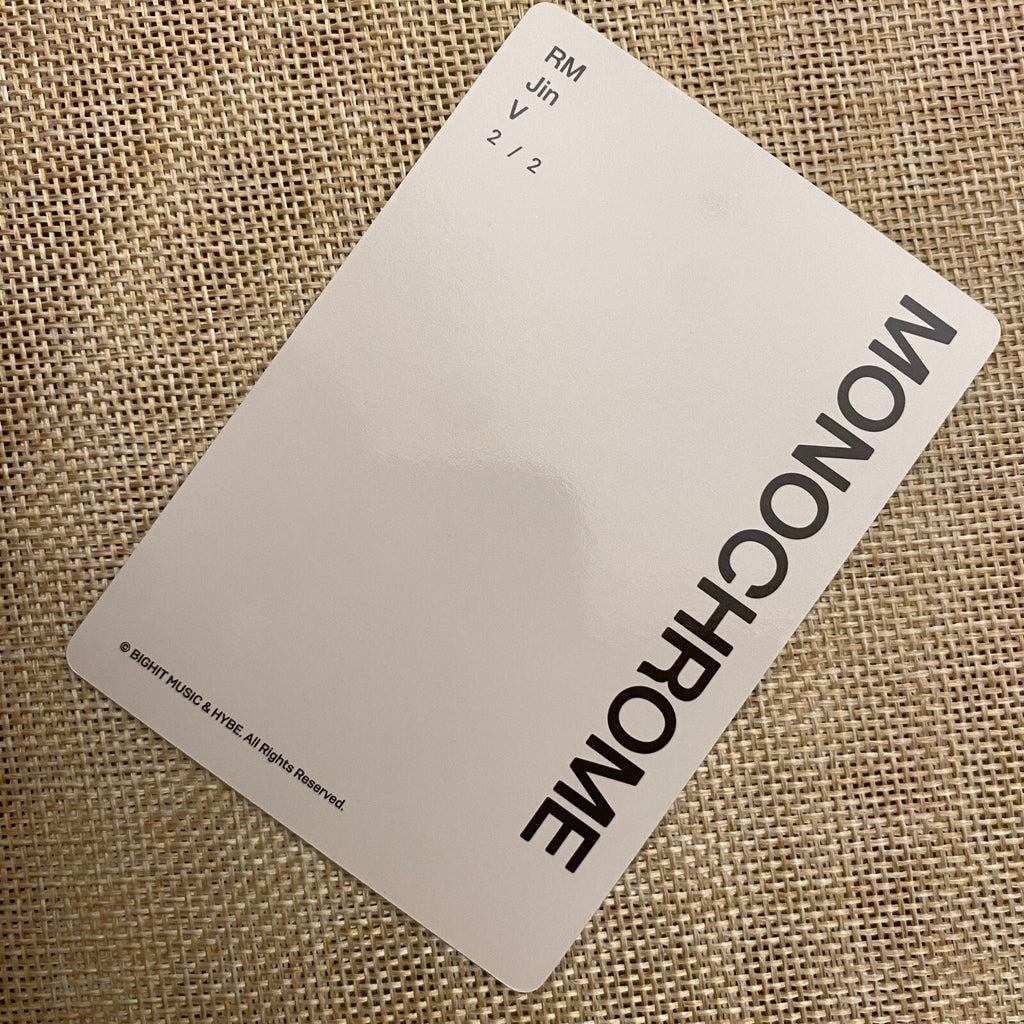 RM
Jin
V
2 / 2
MONOCHROME
© BIGHIT MUSIC & HYBE. All Rights Reserved.